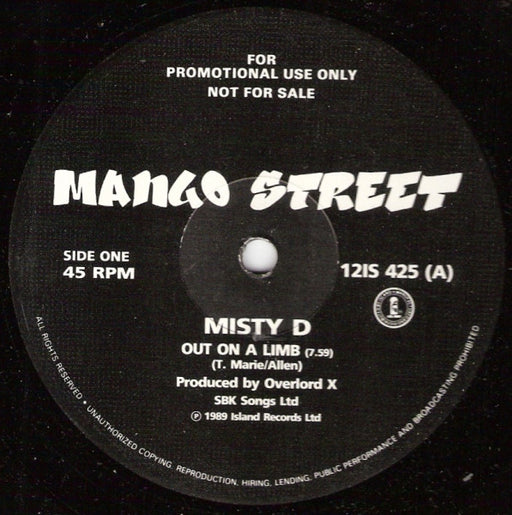 FOR
PROMOTIONAL USE ONLY
NOT FOR SALE
MANGO STREET
SIDE ONE
45 RPM
12IS 425 (A)
MISTY D
OUT ON A LIMB (7.59)
(T. Marie/Allen)
Produced by Overlord X
SBK Songs Ltd
℗ 1989 Island Records Ltd
ALL RIGHTS RESERVED • UNAUTHORIZED COPYING, REPRODUCTION, HIRING, LENDING, PUBLIC PERFORMANCE AND BROADCASTING PROHIBITED